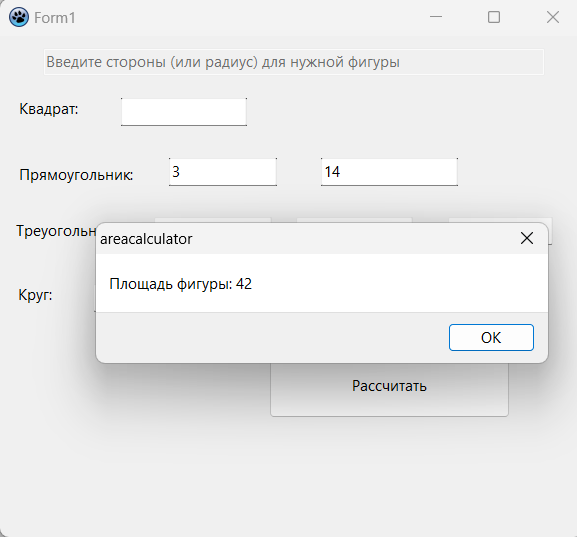 Form1
Введите стороны (или радиус) для нужной фигуры
Квадрат:
Прямоугольник: 3 14
areacalculator
Площадь фигуры: 42
OK
Круг:
Рассчитать